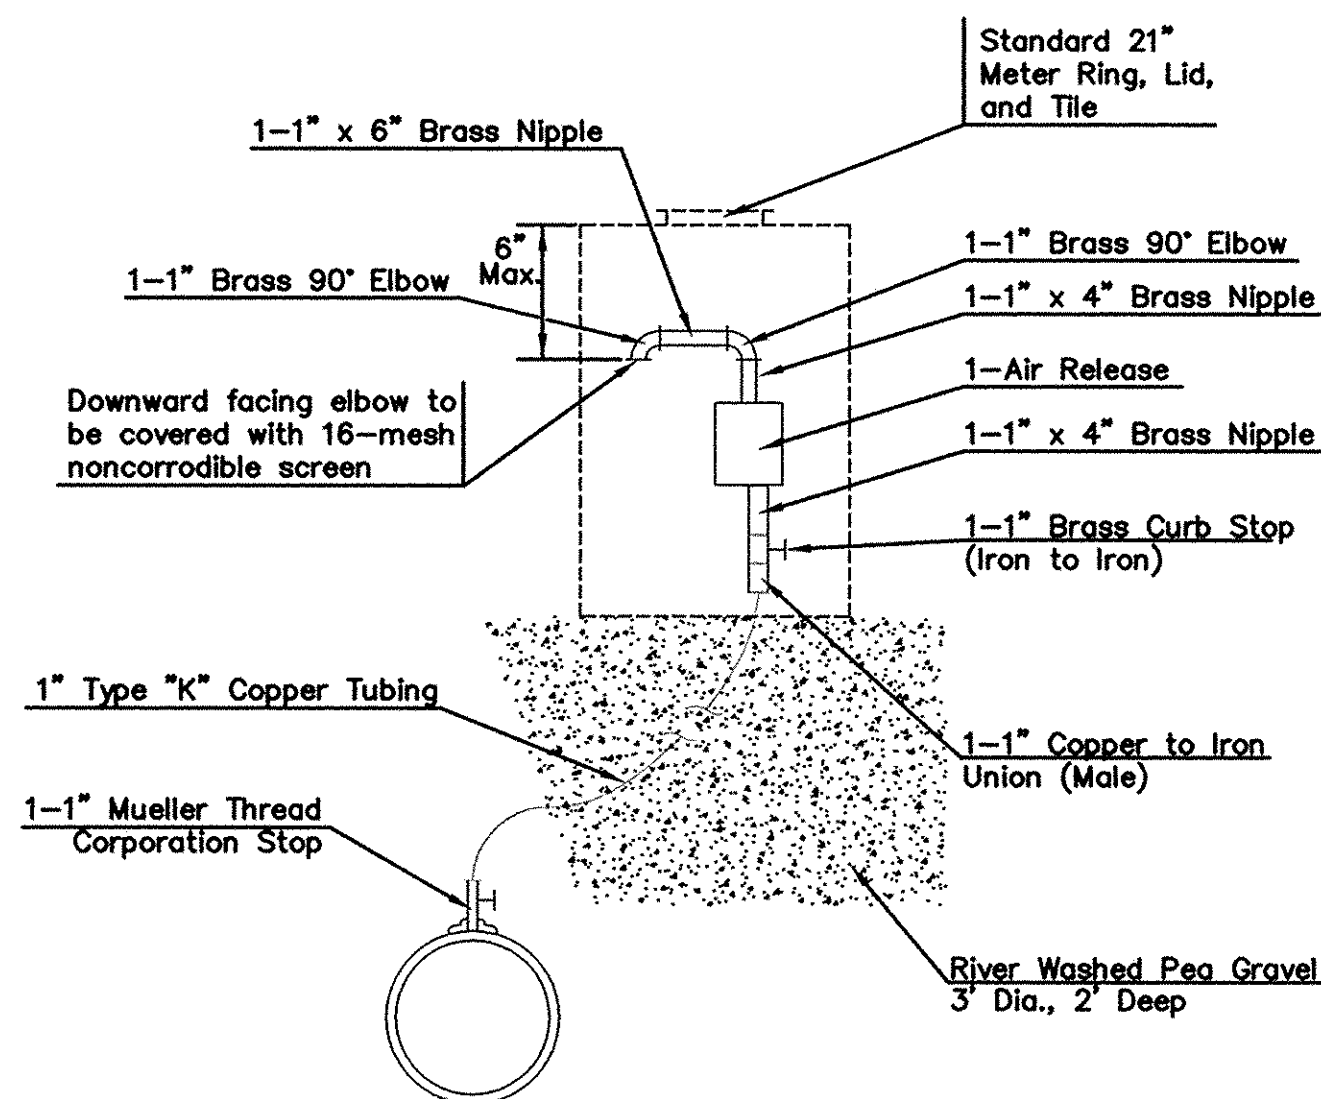 Standard 21"
Meter Ring, Lid,
and Tile
1-1" x 6" Brass Nipple
6"
Max.
1-1" Brass 90° Elbow
1-1" Brass 90° Elbow
1-1" x 4" Brass Nipple
1-Air Release
Downward facing elbow to
be covered with 16-mesh
noncorrodible screen
1-1" x 4" Brass Nipple
1-1" Brass Curb Stop
(Iron to Iron)
1" Type "K" Copper Tubing
1-1" Copper to Iron
Union (Male)
1-1" Mueller Thread
Corporation Stop
River Washed Pea Gravel
3' Dia., 2' Deep